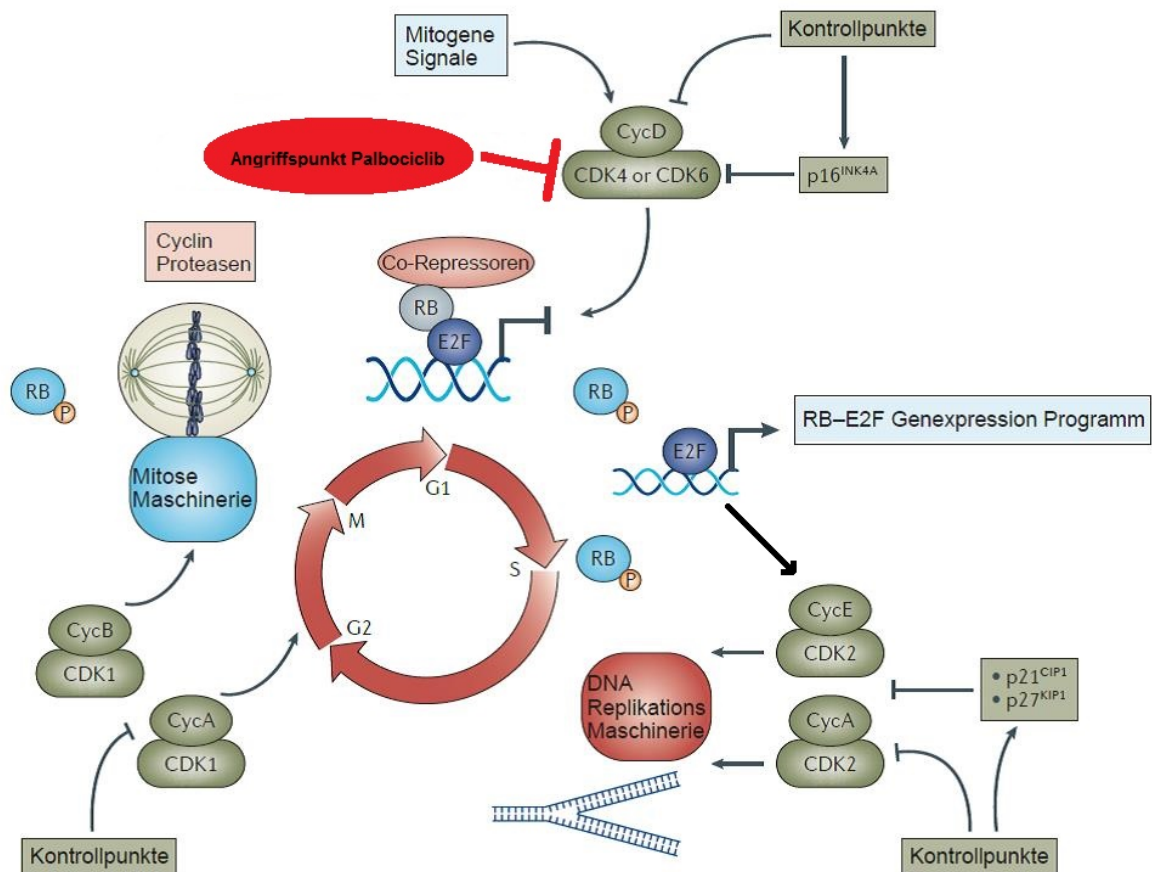 Mitogene
Signale
Kontrollpunkte
CycD
CDK4 or CDK6
p16INK4A
Angriffspunkt Palbociclib
Cyclin
Proteasen
Co-Repressoren
RB
E2F
RB
P
RB
P
RB–E2F Genexpression Programm
E2F
Mitose
Maschinerie
G1
M
S
G2
RB
P
CycE
CDK2
CycB
CDK1
DNA
Replikations
Maschinerie
• p21CIP1
• p27KIP1
CycA
CDK1
CycA
CDK2
Kontrollpunkte
Kontrollpunkte